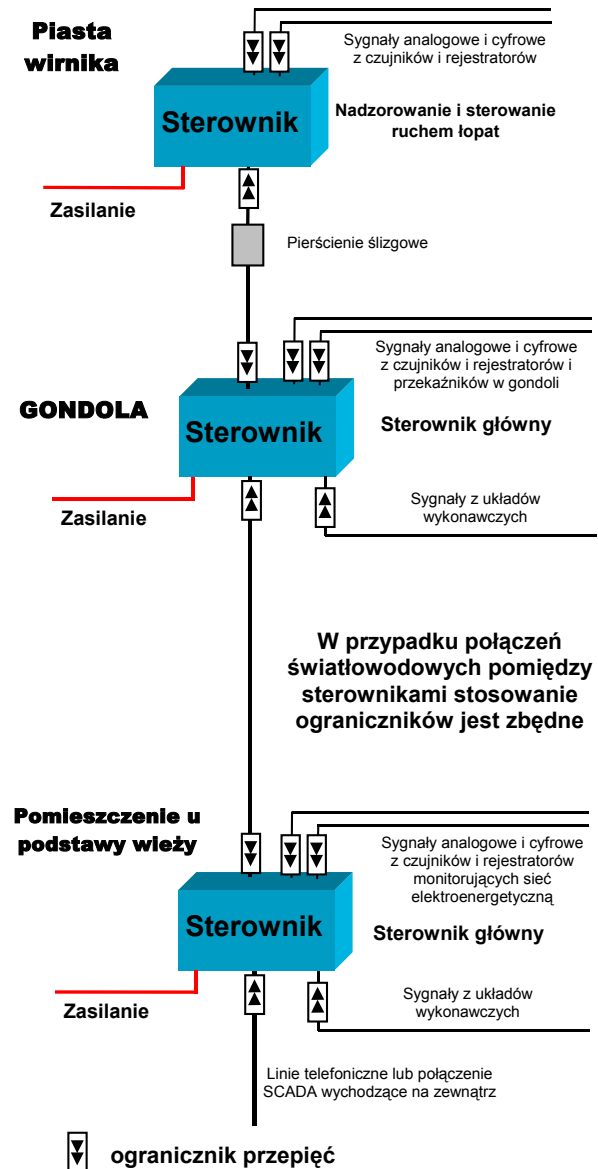 Piasta
wirnika
Sygnały analogowe i cyfrowe
z czujników i rejestratorów
Sterownik
Nadzorowanie i sterowanie
ruchem łopat
Zasilanie
Pierścienie ślizgowe
Sygnały analogowe i cyfrowe
z czujników i rejestratorów i
przekaźników w gondoli
GONDOLA
Sterownik
Sterownik główny
Zasilanie
Sygnały z układów
wykonawczych
W przypadku połączeń
światłowodowych pomiędzy
sterownikami stosowanie
ograniczników jest zbędne
Pomieszczenie u
podstawy wieży
Sygnały analogowe i cyfrowe
z czujników i rejestratorów
monitorujących sieć
elektroenergetyczną
Sterownik
Sterownik główny
Zasilanie
Sygnały z układów
wykonawczych
Linie telefoniczne lub połączenie
SCADA wychodzące na zewnątrz
ogranicznik przepięć